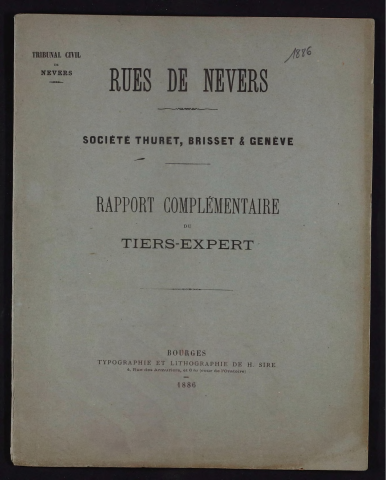 TRIBUNAL CIVIL
DE
NEVERS
1886
RUES DE NEVERS
SOCIÉTÉ THURET, BRISSET & GENÈVE
RAPPORT COMPLÉMENTAIRE
DU
TIERS-EXPERT
BOURGES
TYPOGRAPHIE ET LITHOGRAPHIE DE H. SIRE
1886